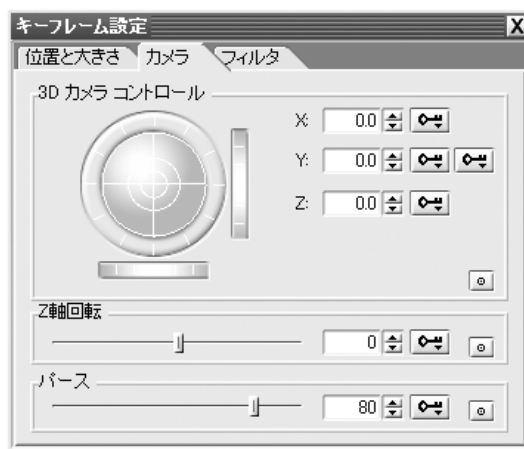 キーフレーム設定 X
位置と大きさ カメラ フィルタ
3D カメラ コントロール
X: 0.0
Y: 0.0
Z: 0.0
Z軸回転
0
パース
80